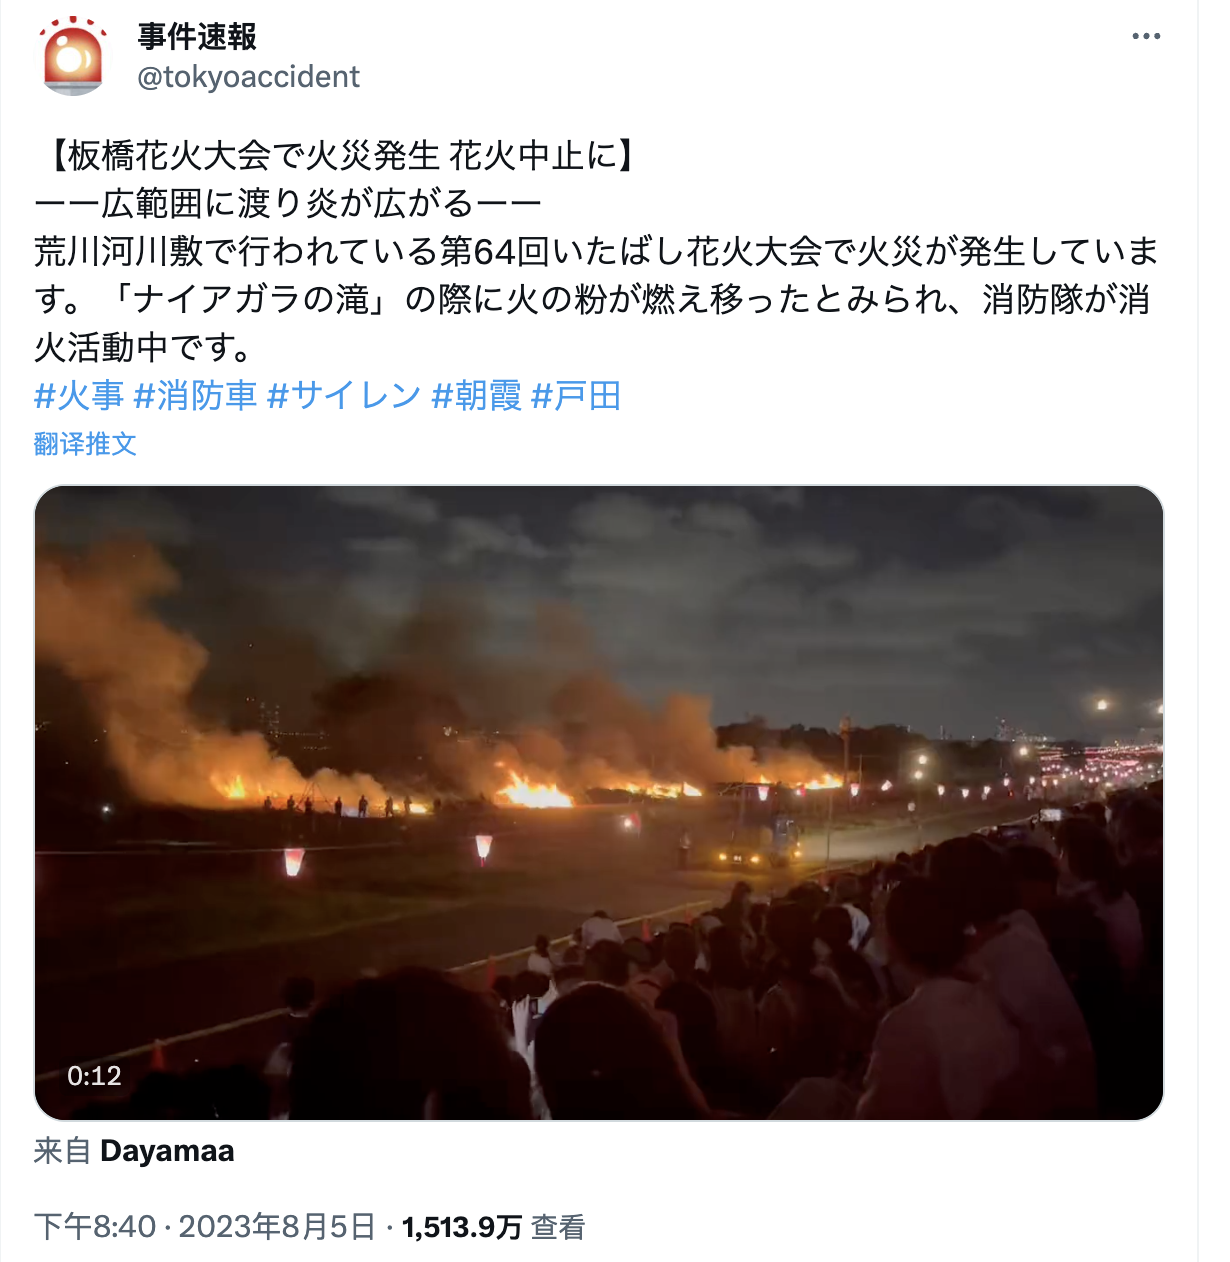 事件速報
@tokyoaccident
【板橋花火大会で火災発生 花火中止に】
ーー広範囲に渡り炎が広がるーー
荒川河川敷で行われている第64回いたばし花火大会で火災が発生していま
す。「ナイアガラの滝」の際に火の粉が燃え移ったとみられ、消防隊が消
火活動中です。
#火事 #消防車 #サイレン #朝霞 #戸田
翻译推文
0:12
来自 Dayamaa
下午8:40 · 2023年8月5日 · 1,513.9万 查看